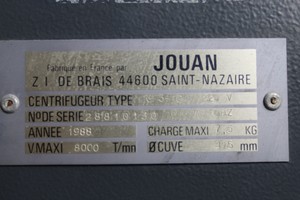 Fabriqué en France par JOUAN
Z.I. DE BRAIS 44600 SAINT-NAZAIRE
CENTRIFUGEUR TYPE
NoDE SERIE
ANNEE 1988 CHARGE MAXI KG
V MAXI 8000 T/mn Ø CUVE mm